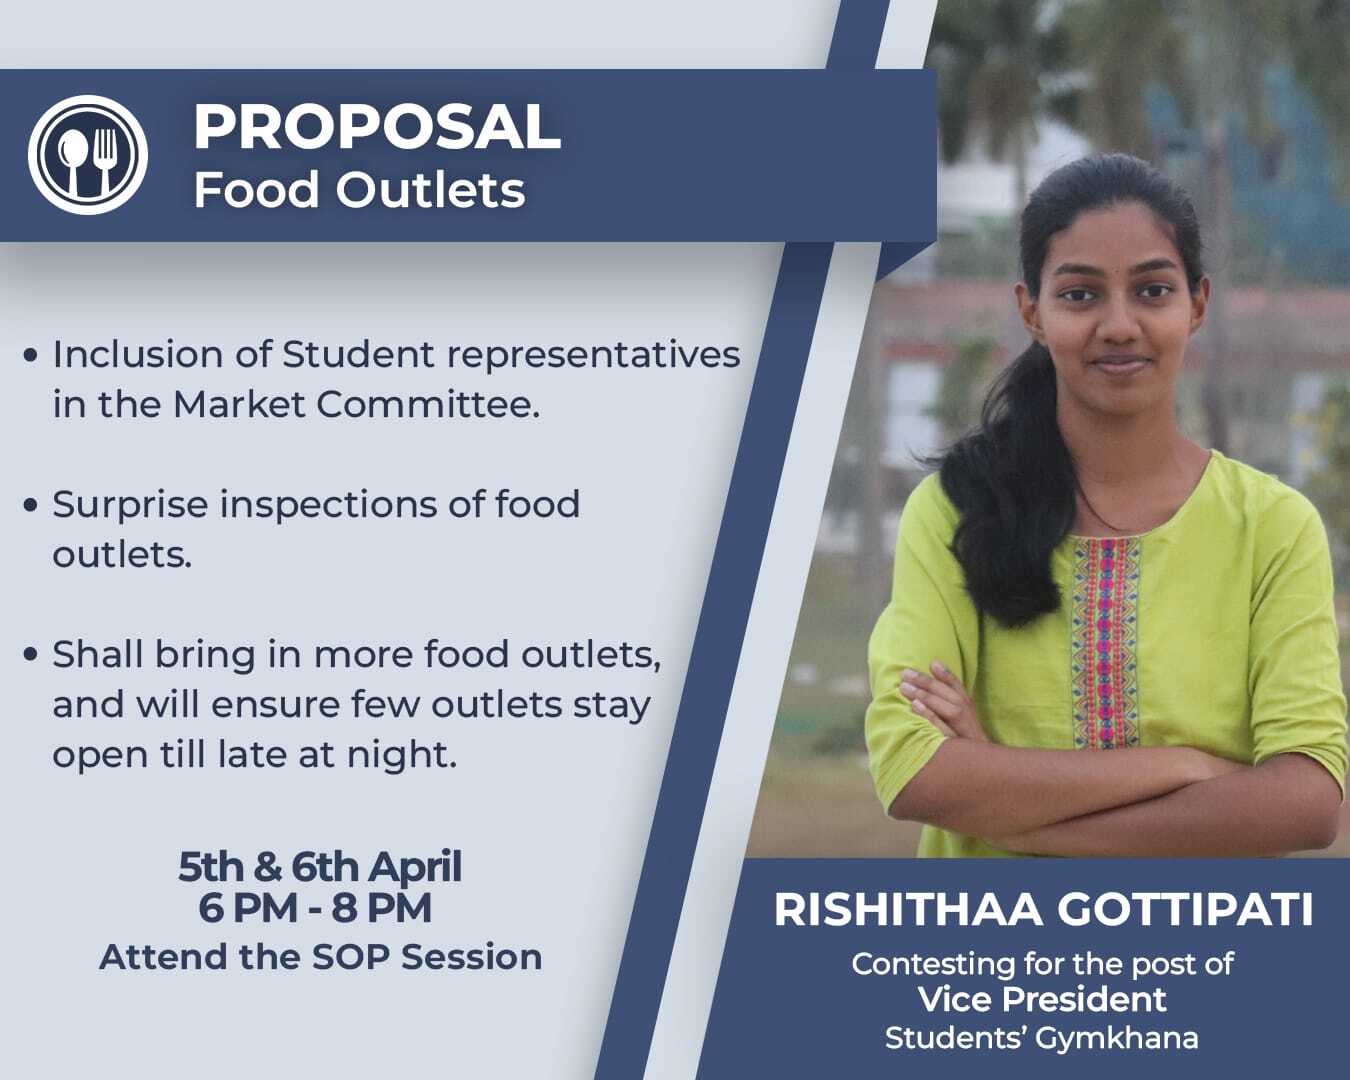 PROPOSAL
Food Outlets
• Inclusion of Student representatives
in the Market Committee.
• Surprise inspections of food
outlets.
• Shall bring in more food outlets,
and will ensure few outlets stay
open till late at night.
5th & 6th April
6 PM - 8 PM
Attend the SOP Session
RISHITHAA GOTTIPATI
Contesting for the post of
Vice President
Students’ Gymkhana